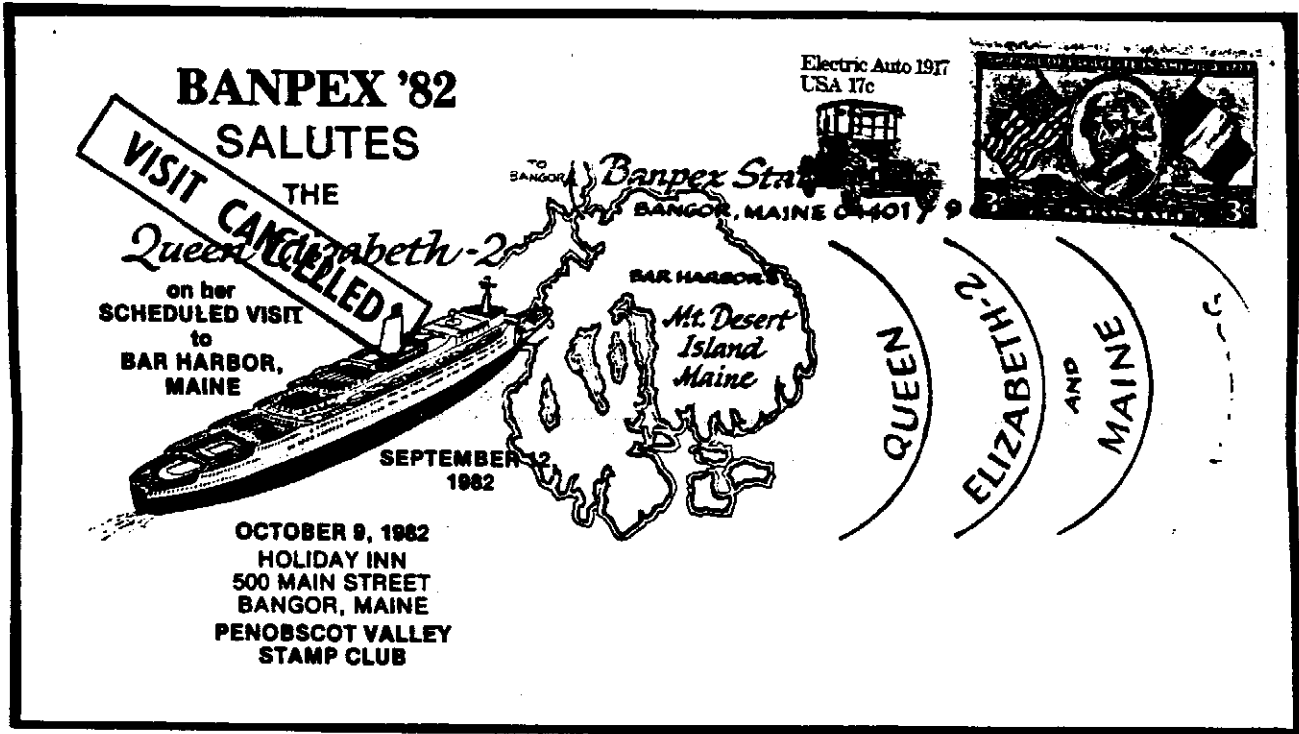 BANPEX '82
SALUTES
THE
Queen Elizabeth-2
on her
SCHEDULED VISIT
to
BAR HARBOR,
MAINE
VISIT CANCELLED
SEPTEMBER 12,
1982
OCTOBER 9, 1982
HOLIDAY INN
500 MAIN STREET
BANGOR, MAINE
PENOBSCOT VALLEY
STAMP CLUB
TO
BANGOR
Banpex
BANGOR, MAINE 04401
BAR HARBOR
Mt. Desert
Island
Maine
Electric Auto 1917
USA 17c
3¢
QUEEN
ELIZABETH-2
AND
MAINE